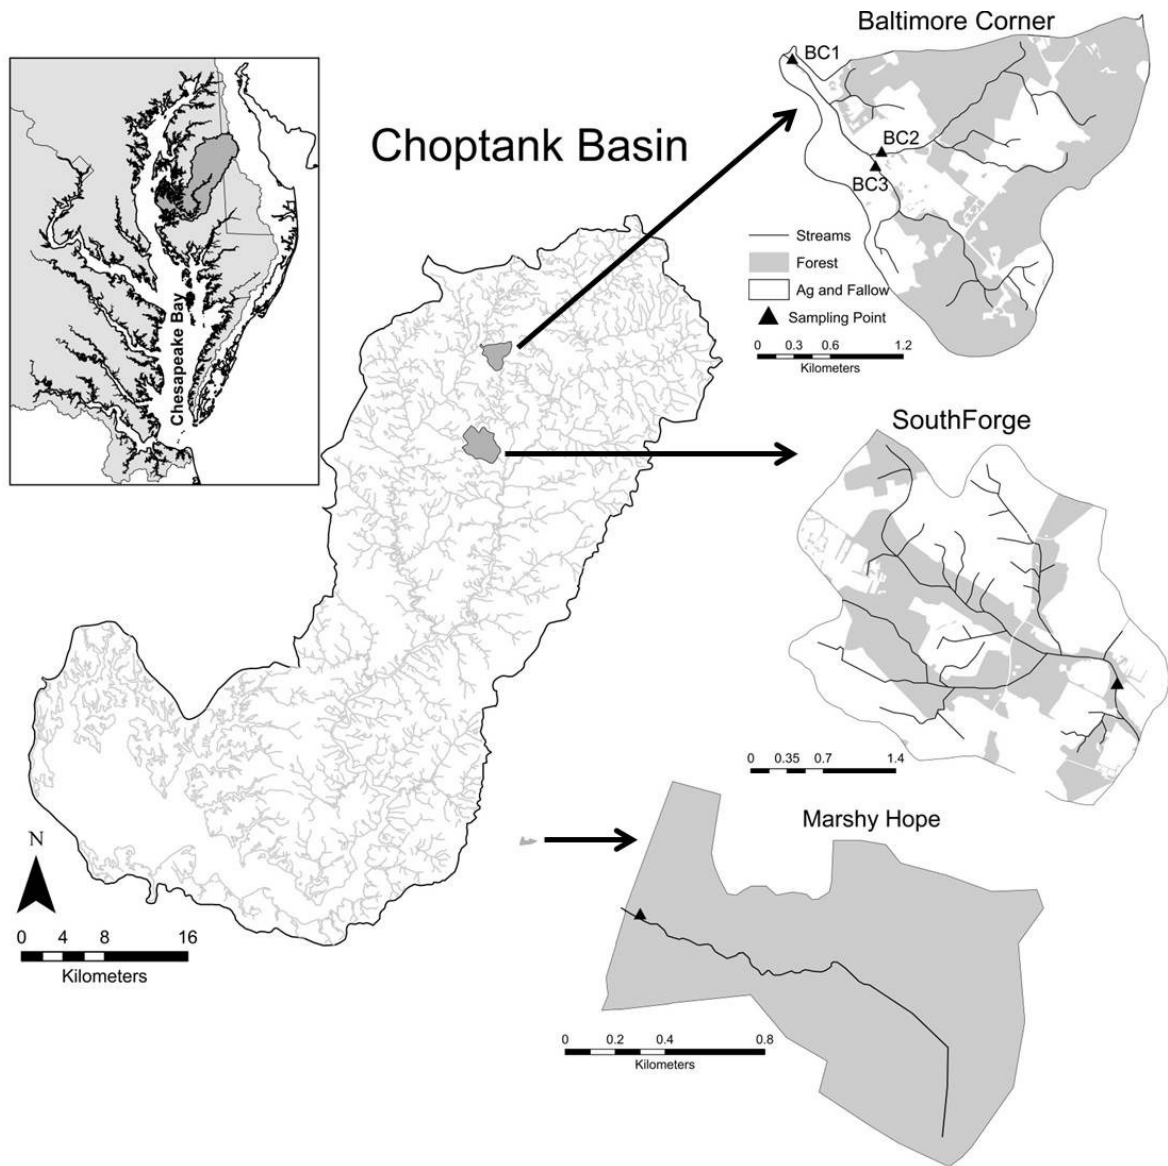 Baltimore Corner
BC1
Choptank Basin
BC2
BC3
Streams
Forest
Ag and Fallow
Sampling Point
0 0.3 0.6 1.2
Kilometers
Chesapeake Bay
SouthForge
0 0.35 0.7 1.4
Marshy Hope
N
0 4 8 16
Kilometers
0 0.2 0.4 0.8
Kilometers